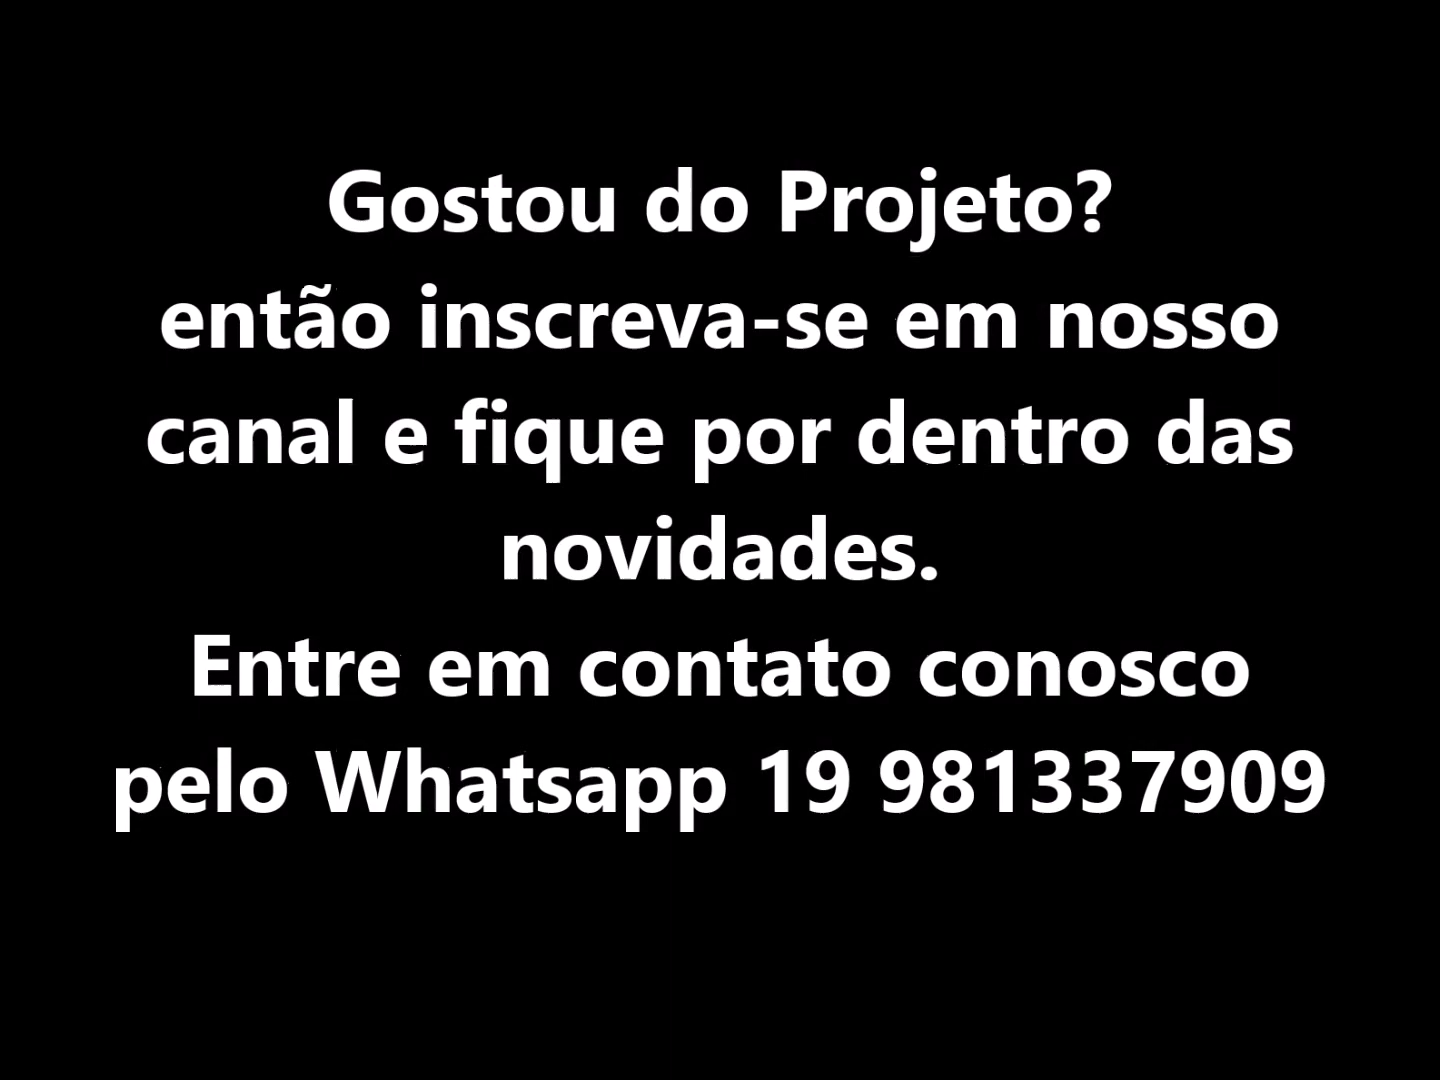 Gostou do Projeto?
então inscreva-se em nosso
canal e fique por dentro das
novidades.
Entre em contato conosco
pelo Whatsapp 19 981337909